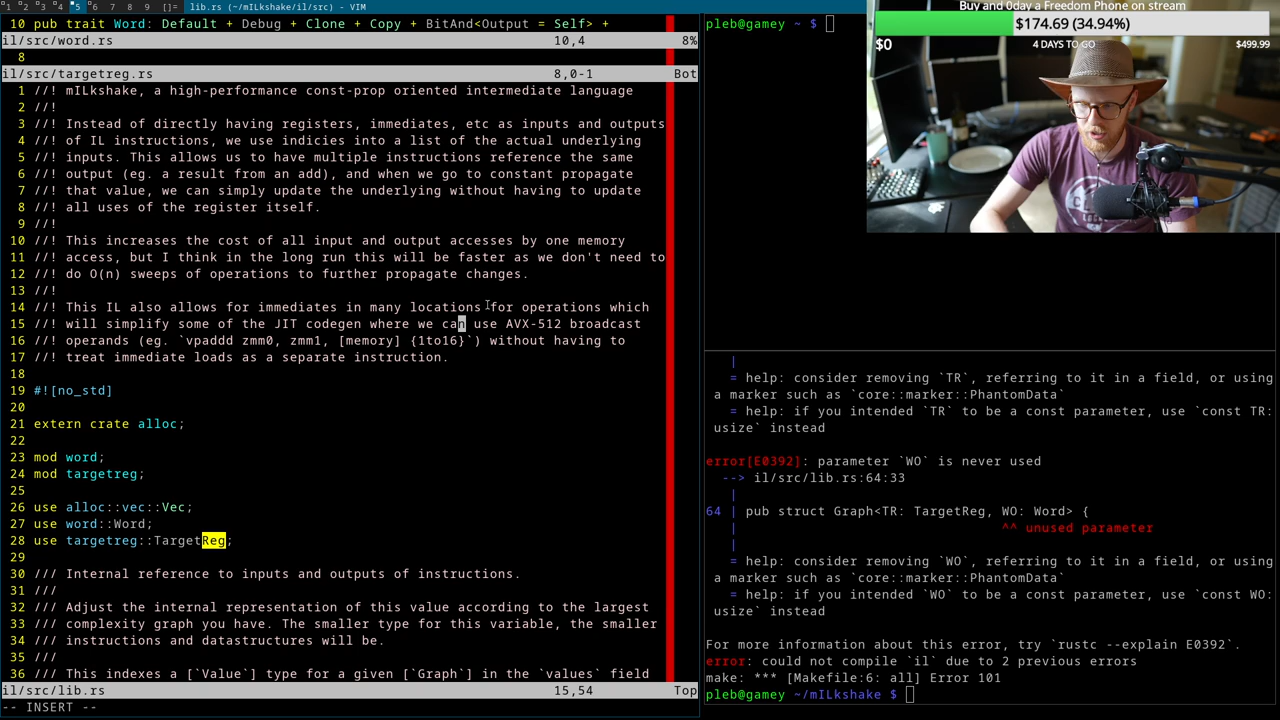 1 2 3 4 5 6 7 8 9 []= lib.rs (~/mILkshake/il/src) - VIM
10 pub trait Word: Default + Debug + Clone + Copy + BitAnd<Output = Self> +
il/src/word.rs 10,4 8%
8
il/src/targetreg.rs 8,0-1 Bot
1 //! mILkshake, a high-performance const-prop oriented intermediate language
2 //!
3 //! Instead of directly having registers, immediates, etc as inputs and outputs
4 //! of IL instructions, we use indicies into a list of the actual underlying
5 //! inputs. This allows us to have multiple instructions reference the same
6 //! output (eg. a result from an add), and when we go to constant propagate
7 //! that value, we can simply update the underlying without having to update
8 //! all uses of the register itself.
9 //!
10 //! This increases the cost of all input and output accesses by one memory
11 //! access, but I think in the long run this will be faster as we don't need to
12 //! do O(n) sweeps of operations to further propagate changes.
13 //!
14 //! This IL also allows for immediates in many locations for operations which
15 //! will simplify some of the JIT codegen where we can use AVX-512 broadcast
16 //! operands (eg. `vpaddd zmm0, zmm1, [memory] {1to16}`) without having to
17 //! treat immediate loads as a separate instruction.
18
19 #![no_std]
20
21 extern crate alloc;
22
23 mod word;
24 mod targetreg;
25
26 use alloc::vec::Vec;
27 use word::Word;
28 use targetreg::TargetReg;
29
30 /// Internal reference to inputs and outputs of instructions.
31 ///
32 /// Adjust the internal representation of this value according to the largest
33 /// complexity graph you have. The smaller type for this variable, the smaller
34 /// instructions and datastructures will be.
35 ///
36 /// This indexes a [`Value`] type for a given [`Graph`] in the `values` field
il/src/lib.rs 15,54 Top
-- INSERT --
pleb@gamey ~ $
Buy and 0day a Freedom Phone on stream
$174.69 (34.94%)
$0 4 DAYS TO GO $499.99
|
= help: consider removing `TR`, referring to it in a field, or using
a marker such as `core::marker::PhantomData`
= help: if you intended `TR` to be a const parameter, use `const TR:
usize` instead
error[E0392]: parameter `WO` is never used
--> il/src/lib.rs:64:33
|
64 | pub struct Graph<TR: TargetReg, WO: Word> {
| ^^ unused parameter
|
= help: consider removing `WO`, referring to it in a field, or using
a marker such as `core::marker::PhantomData`
= help: if you intended `WO` to be a const parameter, use `const WO:
usize` instead
For more information about this error, try `rustc --explain E0392`.
error: could not compile `il` due to 2 previous errors
make: *** [Makefile:6: all] Error 101
pleb@gamey ~/mILkshake $